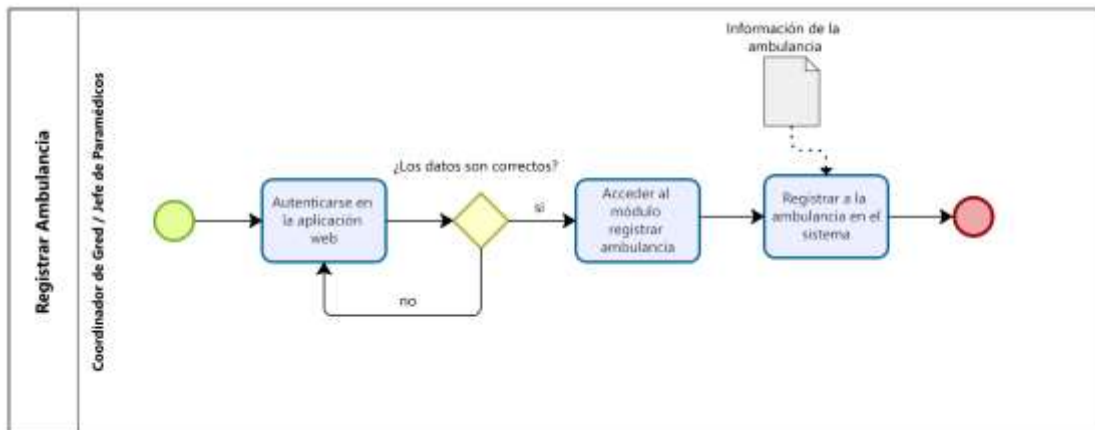 Registrar Ambulancia
Coordinador de Gred / Jefe de Paramédicos
Información de la
ambulancia
¿Los datos son correctos?
Autenticarse en
la aplicación
web
si
Acceder al
módulo
registrar
ambulancia
Registrar a la
ambulancia en el
sistema
no